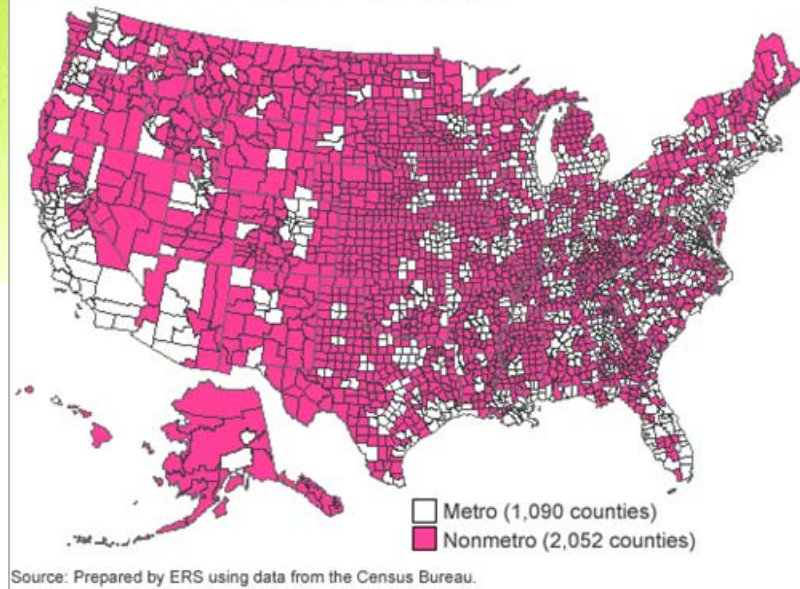 Metro (1,090 counties)
Nonmetro (2,052 counties)
Source: Prepared by ERS using data from the Census Bureau.